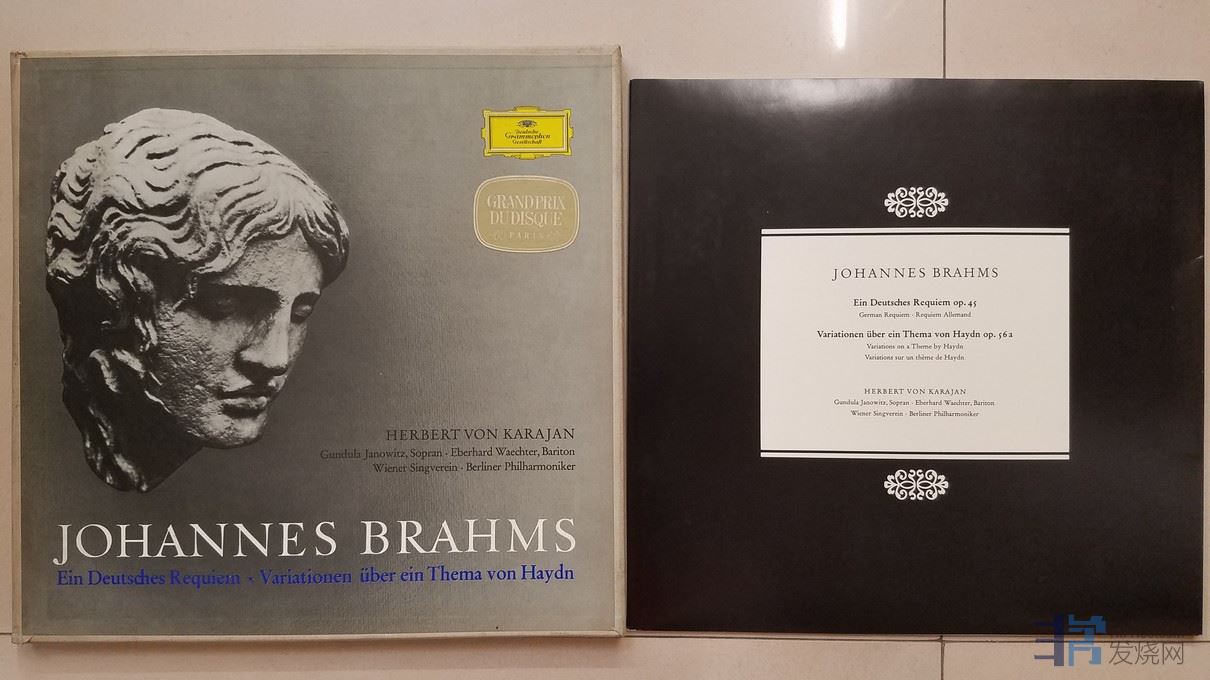 Deutsche
Grammophon
Gesellschaft
GRAND PRIX
DU DISQUE
PARIS
HERBERT VON KARAJAN
Gundula Janowitz, Sopran · Eberhard Waechter, Bariton
Wiener Singverein · Berliner Philharmoniker
JOHANNES BRAHMS
Ein Deutsches Requiem · Variationen über ein Thema von Haydn
JOHANNES BRAHMS
Ein Deutsches Requiem op. 45
German Requiem · Requiem Allemand
Variationen über ein Thema von Haydn op. 56a
Variations on a Theme by Haydn
Variations sur un thème de Haydn
HERBERT VON KARAJAN
Gundula Janowitz, Sopran · Eberhard Waechter, Bariton
Wiener Singverein · Berliner Philharmoniker
发烧网